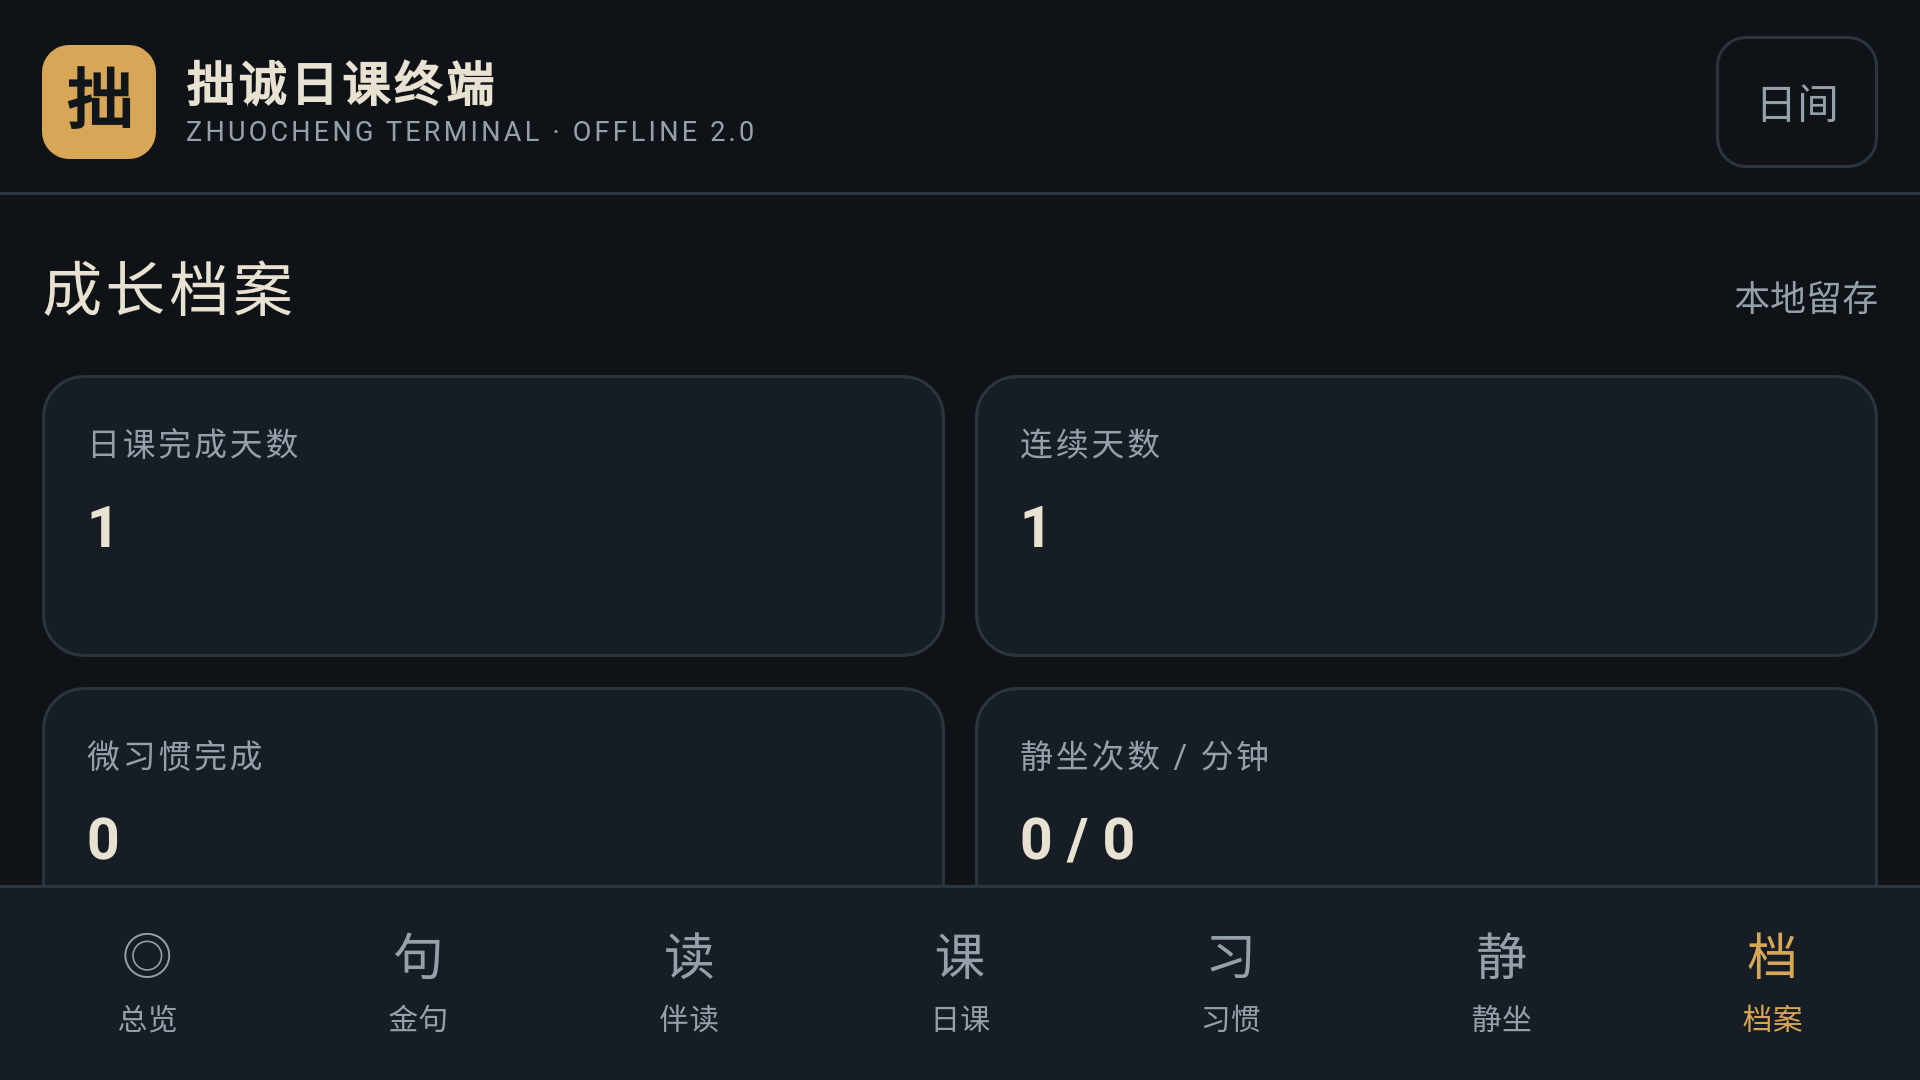 拙
拙诚日课终端
ZHUOCHENG TERMINAL · OFFLINE 2.0
日间
成长档案
本地留存
日课完成天数
1
连续天数
1
微习惯完成
0
静坐次数 / 分钟
0 / 0
◎
总览
句
金句
读
伴读
课
日课
习
习惯
静
静坐
档
档案